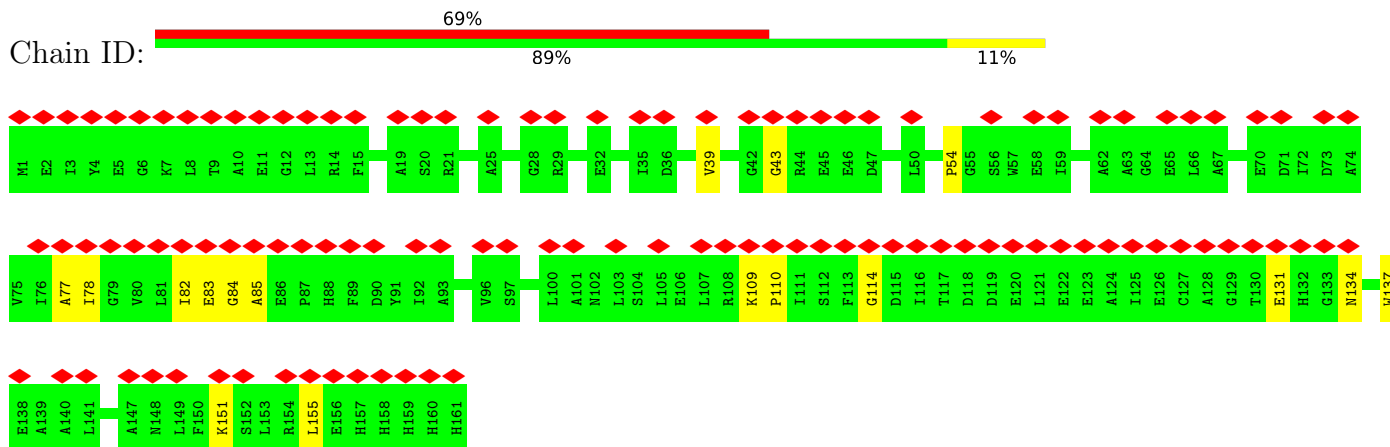 69%
Chain ID:
89% 11%
M1 E2 I3 Y4 E5 G6 K7 L8 T9 A10 E11 G12 L13 R14 F15 A19 S20 R21 A25 G28 R29 E32 I35 D36 V39 G42 G43 R44 E45 E46 D47 L50 P54 G55 S56 W57 E58 I59 A62 A63 G64 E65 L66 A67 E70 D71 I72 D73 A74
V75 I76 A77 I78 G79 V80 L81 I82 E83 G84 A85 E86 P87 H88 F89 D90 Y91 I92 A93 V96 S97 L100 A101 N102 L103 S104 L105 E106 L107 R108 K109 P110 I111 S112 F113 G114 D115 I116 T117 D118 D119 E120 L121 E122 E123 A124 I125 E126 C127 A128 G129 T130 E131 H132 G133 N134 W137
E138 A139 A140 L141 A147 N148 L149 F150 K151 S152 L153 R154 L155 E156 H157 H158 H159 H160 H161